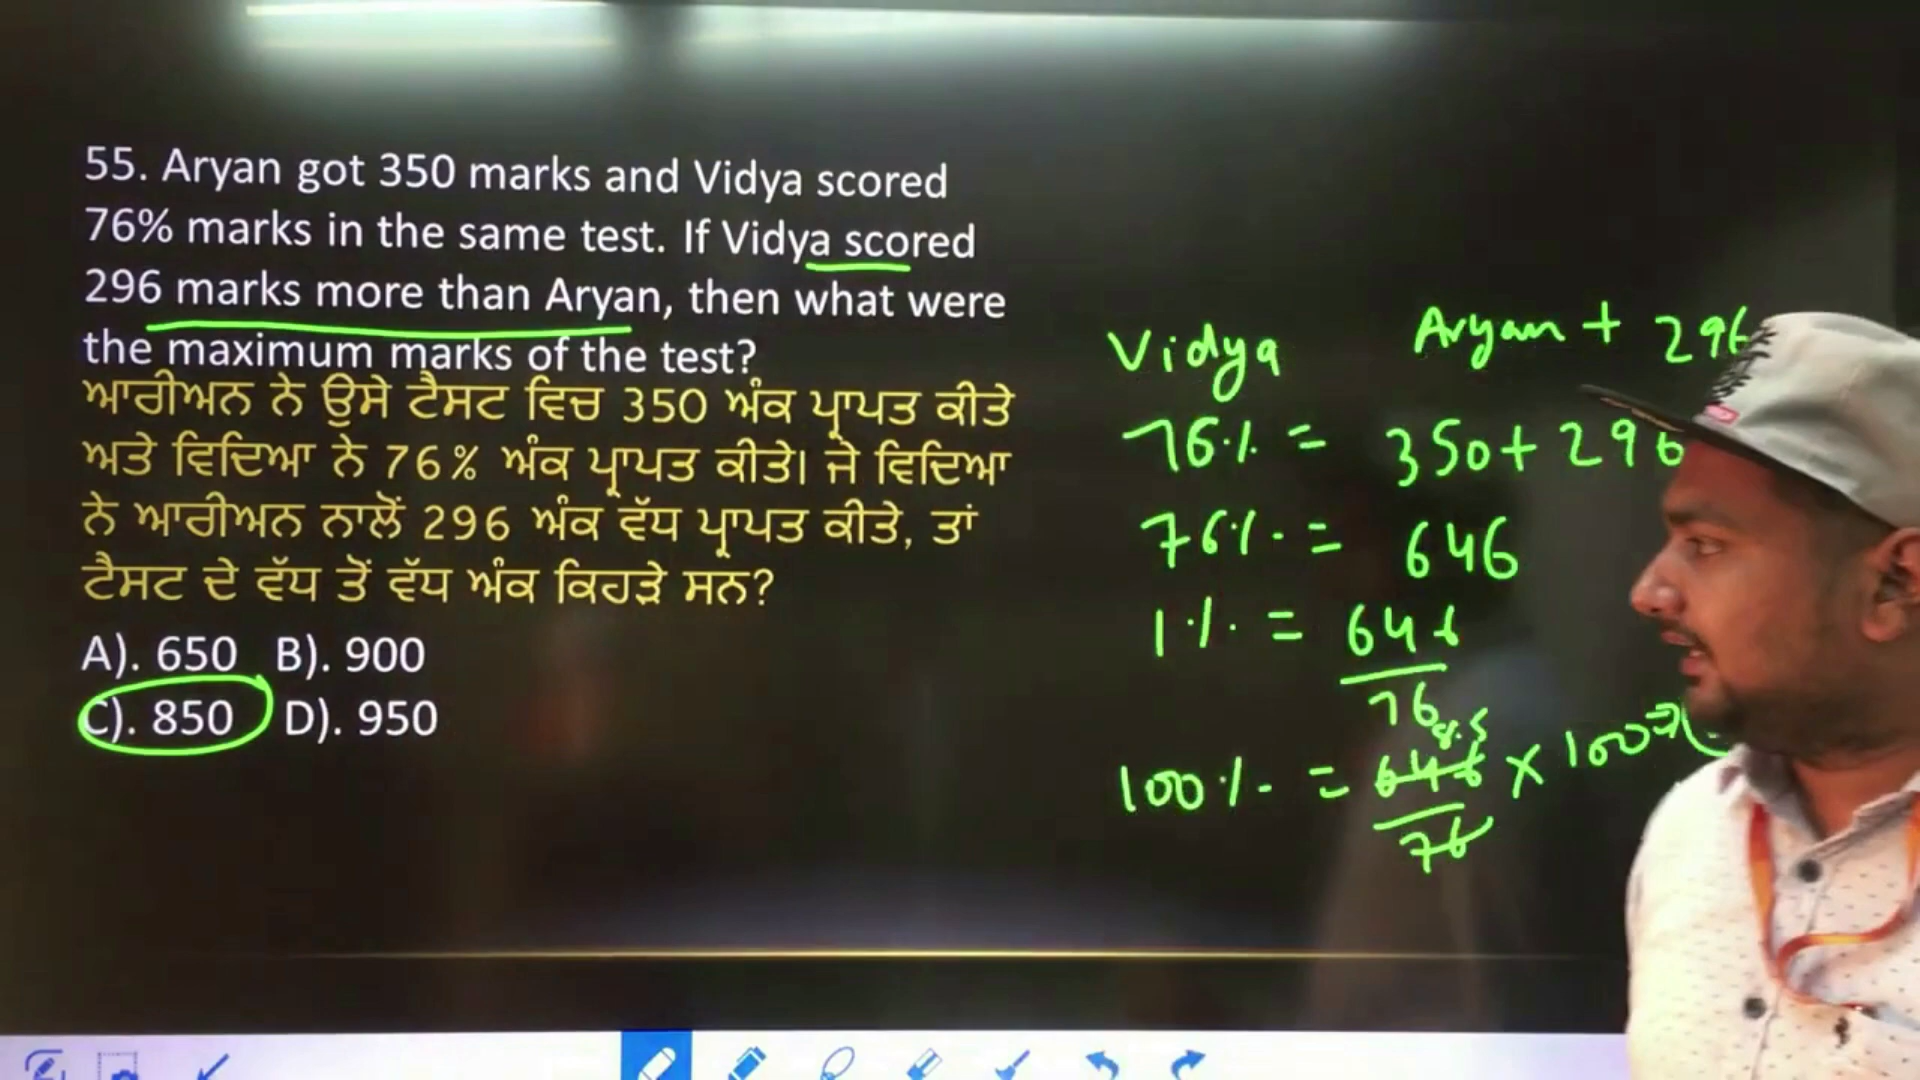 55. Aryan got 350 marks and Vidya scored
76% marks in the same test. If Vidya scored
296 marks more than Aryan, then what were
the maximum marks of the test?
ਆਰੀਅਨ ਨੇ ਉਸੇ ਟੈਸਟ ਵਿਚ 350 ਅੰਕ ਪ੍ਰਾਪਤ ਕੀਤੇ
ਅਤੇ ਵਿਦਿਆ ਨੇ 76% ਅੰਕ ਪ੍ਰਾਪਤ ਕੀਤੇ। ਜੇ ਵਿਦਿਆ
ਨੇ ਆਰੀਅਨ ਨਾਲੋਂ 296 ਅੰਕ ਵੱਧ ਪ੍ਰਾਪਤ ਕੀਤੇ, ਤਾਂ
ਟੈਸਟ ਦੇ ਵੱਧ ਤੋਂ ਵੱਧ ਅੰਕ ਕਿਹੜੇ ਸਨ?
A). 650 B). 900
C). 850 D). 950
Vidya Aryan + 296
76% = 350 + 296
76% = 646
1% = 646
76
8.5
100% = 646 × 100 ⇒
76